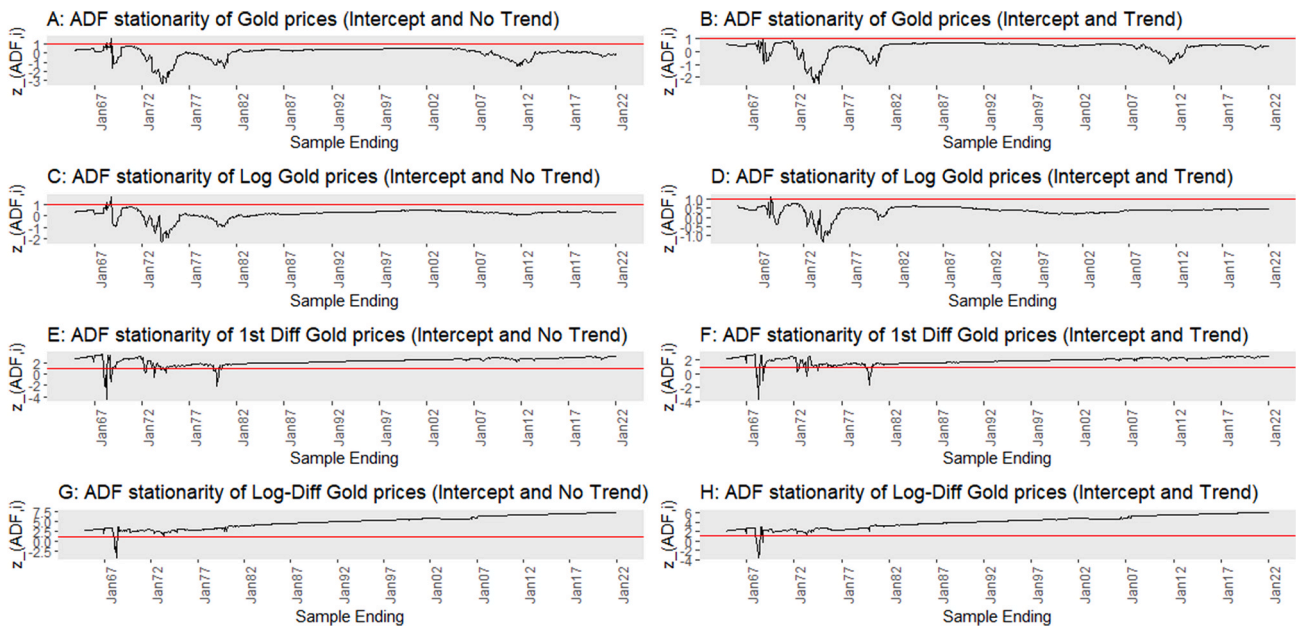 A: ADF stationarity of Gold prices (Intercept and No Trend)
z_(ADF,i)
1
0
-1
-2
-3
Jan67 Jan72 Jan77 Jan82 Jan87 Jan92 Jan97 Jan02 Jan07 Jan12 Jan17 Jan22
Sample Ending
B: ADF stationarity of Gold prices (Intercept and Trend)
z_(ADF,i)
1
0
-1
-2
Jan67 Jan72 Jan77 Jan82 Jan87 Jan92 Jan97 Jan02 Jan07 Jan12 Jan17 Jan22
Sample Ending
C: ADF stationarity of Log Gold prices (Intercept and No Trend)
z_(ADF,i)
1
0
-1
-2
Jan67 Jan72 Jan77 Jan82 Jan87 Jan92 Jan97 Jan02 Jan07 Jan12 Jan17 Jan22
Sample Ending
D: ADF stationarity of Log Gold prices (Intercept and Trend)
z_(ADF,i)
1.0
0.5
0.0
-0.5
-1.0
Jan67 Jan72 Jan77 Jan82 Jan87 Jan92 Jan97 Jan02 Jan07 Jan12 Jan17 Jan22
Sample Ending
E: ADF stationarity of 1st Diff Gold prices (Intercept and No Trend)
z_(ADF,i)
2
0
-2
-4
Jan67 Jan72 Jan77 Jan82 Jan87 Jan92 Jan97 Jan02 Jan07 Jan12 Jan17 Jan22
Sample Ending
F: ADF stationarity of 1st Diff Gold prices (Intercept and Trend)
z_(ADF,i)
2
0
-2
-4
Jan67 Jan72 Jan77 Jan82 Jan87 Jan92 Jan97 Jan02 Jan07 Jan12 Jan17 Jan22
Sample Ending
G: ADF stationarity of Log-Diff Gold prices (Intercept and No Trend)
z_(ADF,i)
7.5
5.0
2.5
0.0
-2.5
Jan67 Jan72 Jan77 Jan82 Jan87 Jan92 Jan97 Jan02 Jan07 Jan12 Jan17 Jan22
Sample Ending
H: ADF stationarity of Log-Diff Gold prices (Intercept and Trend)
z_(ADF,i)
6
4
2
0
-2
-4
Jan67 Jan72 Jan77 Jan82 Jan87 Jan92 Jan97 Jan02 Jan07 Jan12 Jan17 Jan22
Sample Ending